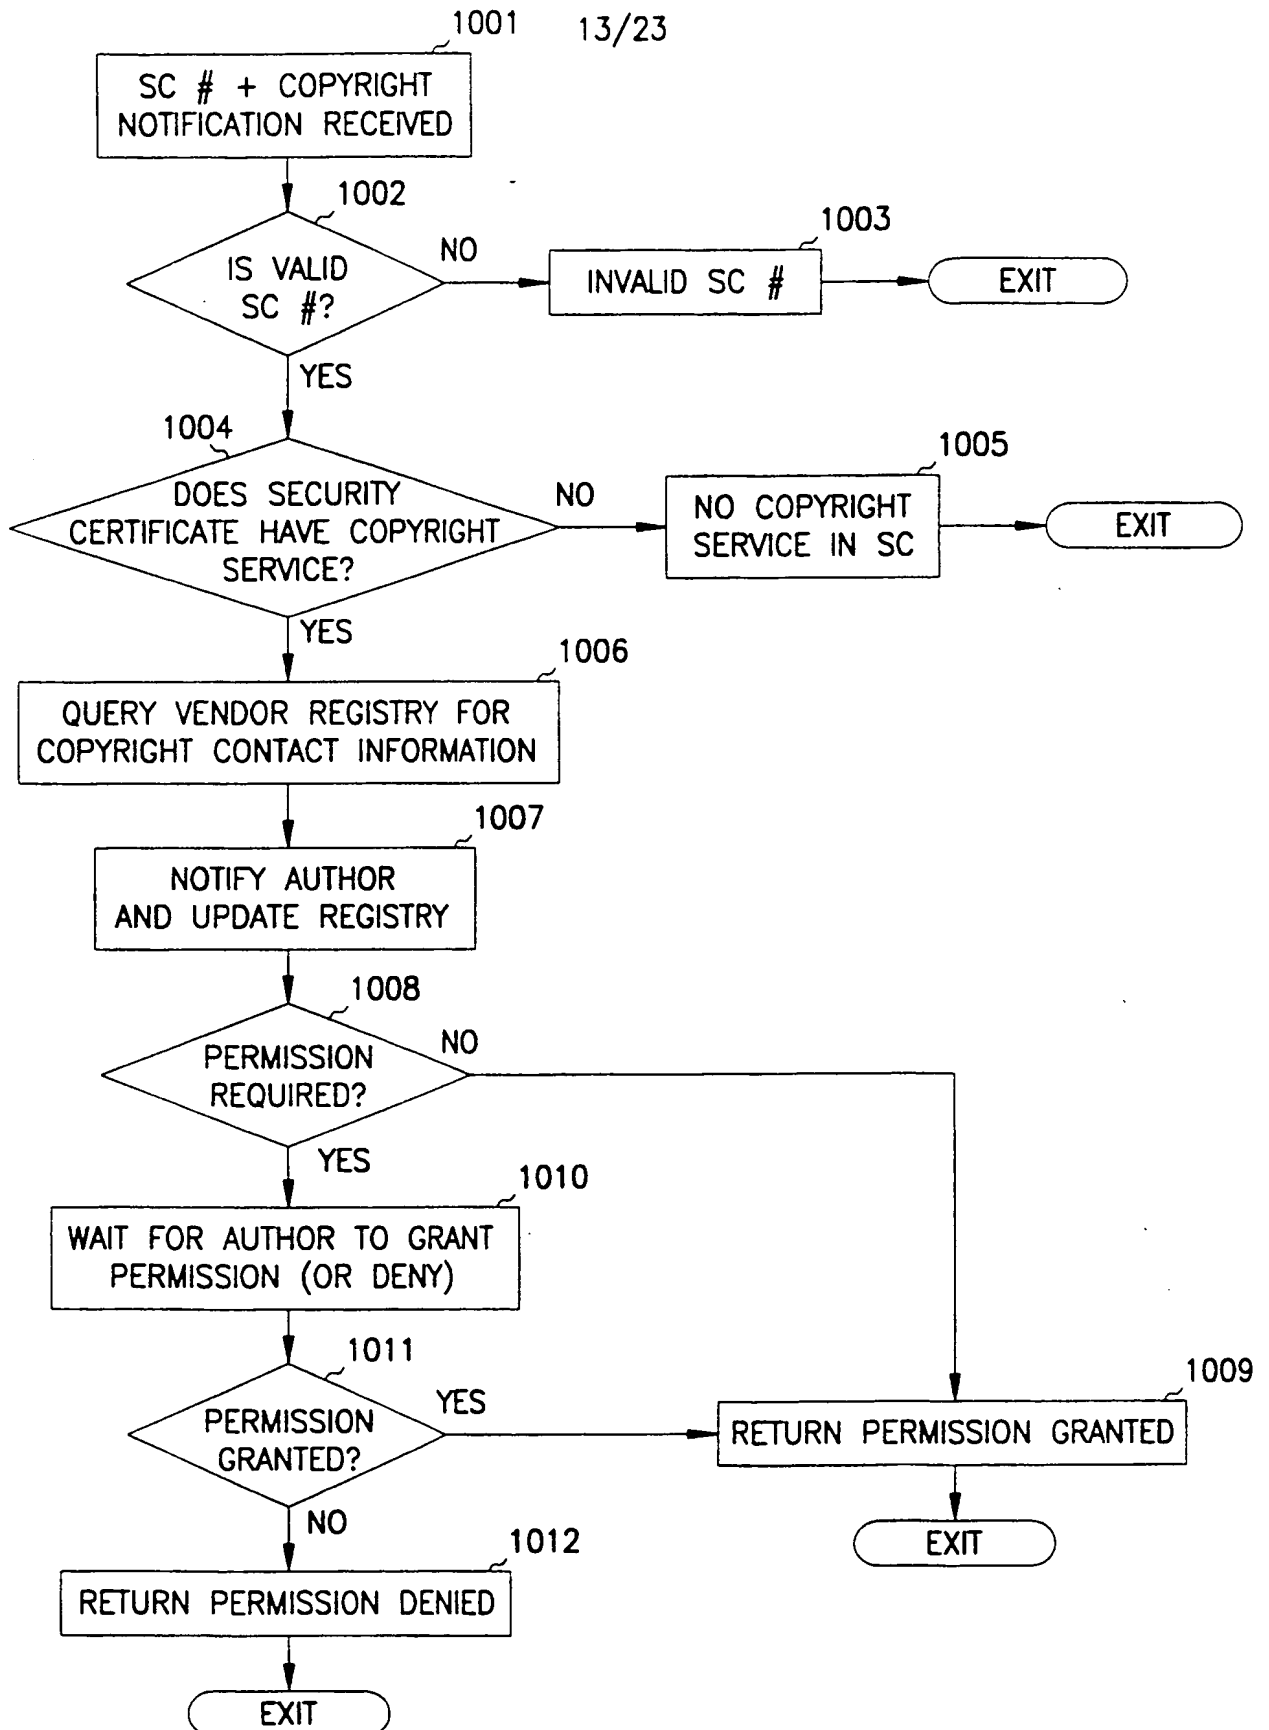 1001
13/23
SC # + COPYRIGHT
NOTIFICATION RECEIVED
1002
IS VALID
SC #?
NO
1003
INVALID SC #
EXIT
YES
1004
DOES SECURITY
CERTIFICATE HAVE COPYRIGHT
SERVICE?
NO
1005
NO COPYRIGHT
SERVICE IN SC
EXIT
YES
1006
QUERY VENDOR REGISTRY FOR
COPYRIGHT CONTACT INFORMATION
1007
NOTIFY AUTHOR
AND UPDATE REGISTRY
1008
PERMISSION
REQUIRED?
NO
YES
1010
WAIT FOR AUTHOR TO GRANT
PERMISSION (OR DENY)
1011
PERMISSION
GRANTED?
YES
1009
RETURN PERMISSION GRANTED
EXIT
NO
1012
RETURN PERMISSION DENIED
EXIT